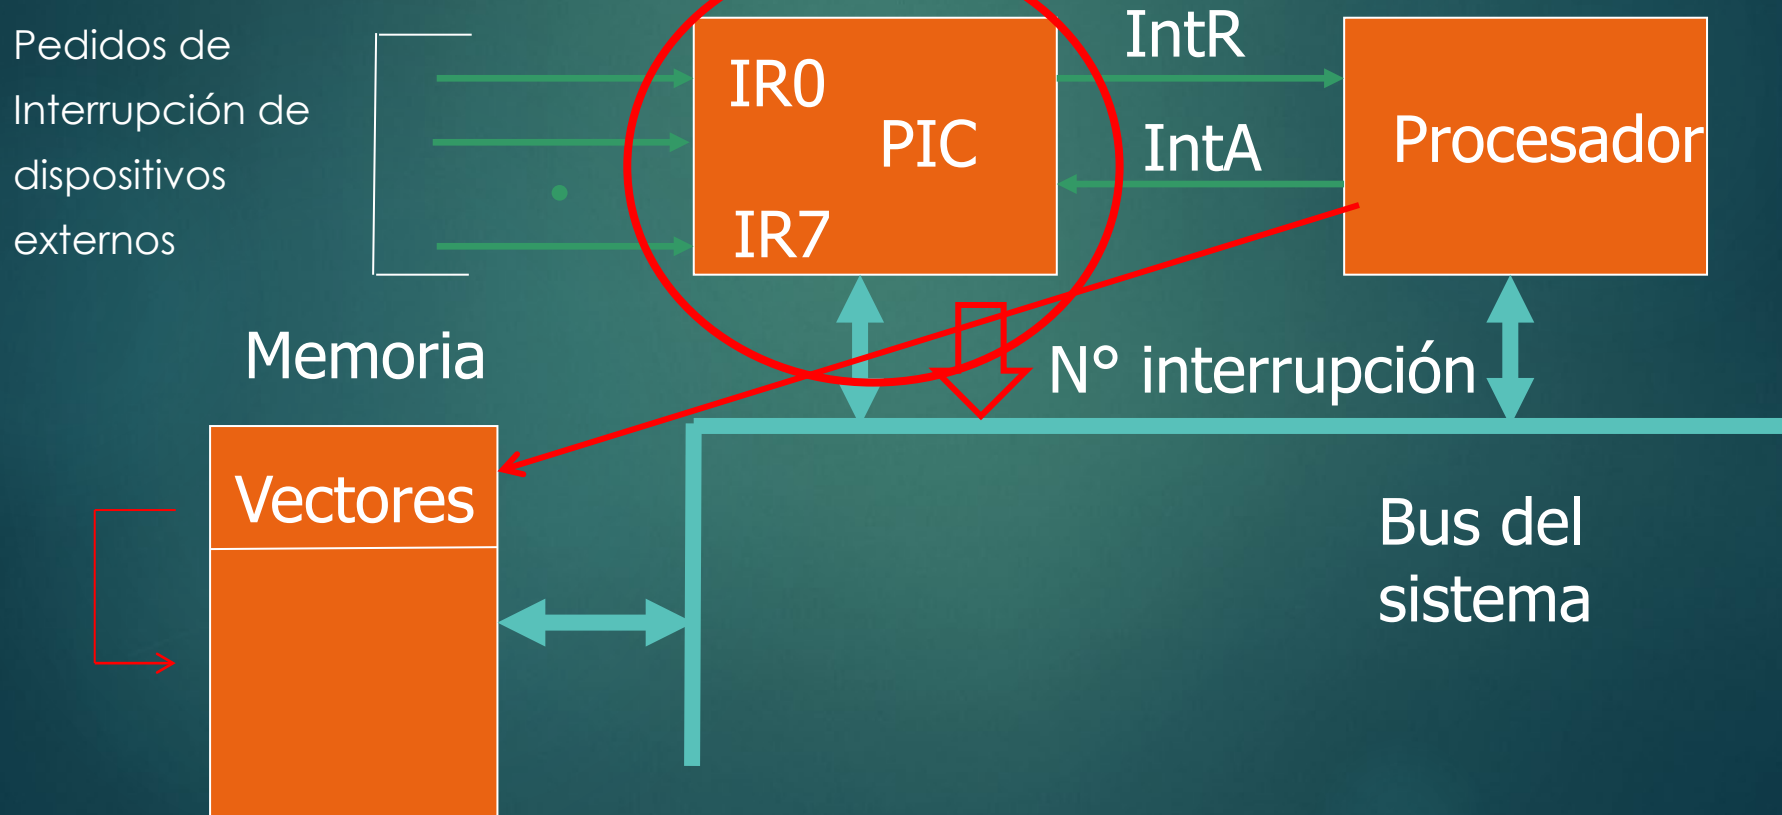 Pedidos de
Interrupción de
dispositivos
externos
IR0
PIC
IR7
IntR
IntA
Procesador
Memoria
N° interrupción
Vectores
Bus del
sistema